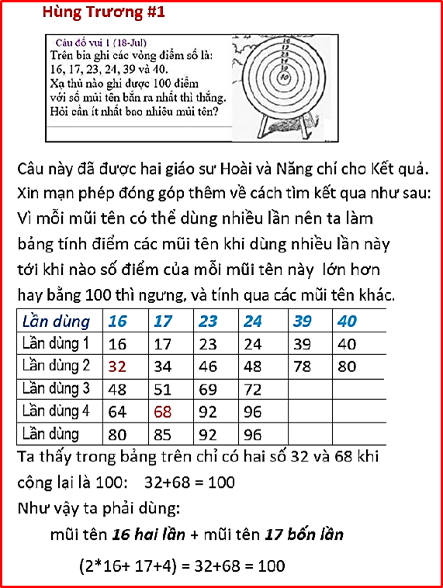 Hùng Trương #1
Câu đố vui 1 (18-Jul)
Trên bia ghi các vòng điểm số là:
16, 17, 23, 24, 39 và 40.
Xạ thủ nào ghi được 100 điểm
với số mũi tên bắn ra nhất thì thắng.
Hỏi cần ít nhất bao nhiêu mũi tên?
16
17
23
24
39
40
Câu này đã được hai giáo sư Hoài và Năng chỉ cho Kết quả.
Xin mạn phép đóng góp thêm về cách tìm kết qua như sau:
Vì mỗi mũi tên có thể dùng nhiều lần nên ta làm
bảng tính điểm các mũi tên khi dùng nhiều lần này
tới khi nào số điểm của mỗi mũi tên này lớn hơn
hay bằng 100 thì ngưng, và tính qua các mũi tên khác.
Lần dùng 16 17 23 24 39 40
Lần dùng 1 16 17 23 24 39 40
Lần dùng 2 32 34 46 48 78 80
Lần dùng 3 48 51 69 72
Lần dùng 4 64 68 92 96
Lần dùng 80 85 92 96
Ta thấy trong bảng trên chỉ có hai số 32 và 68 khi
công lại là 100: 32+68 = 100
Như vậy ta phải dùng:
mũi tên 16 hai lần + mũi tên 17 bốn lần
(2*16+ 17+4) = 32+68 = 100